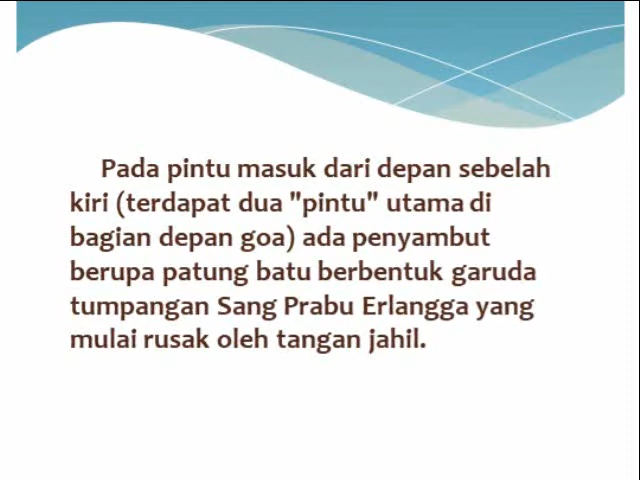 Pada pintu masuk dari depan sebelah
kiri (terdapat dua "pintu" utama di
bagian depan goa) ada penyambut
berupa patung batu berbentuk garuda
tumpangan Sang Prabu Erlangga yang
mulai rusak oleh tangan jahil.